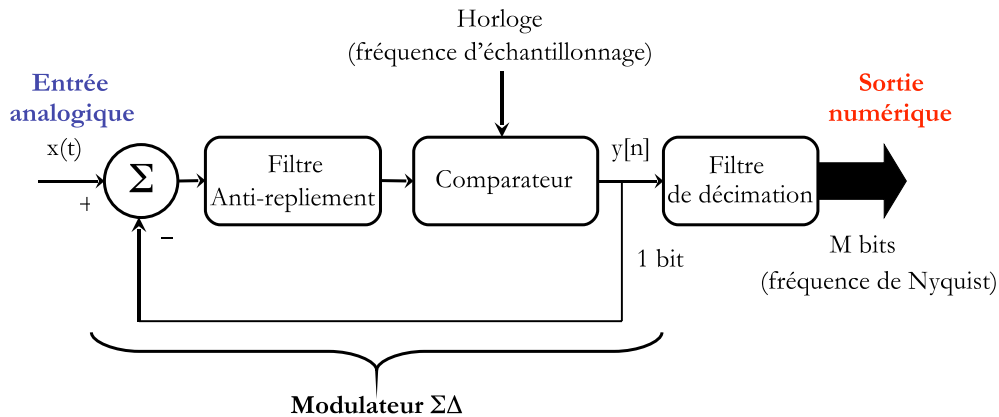 Horloge
(fréquence d'échantillonnage)
Entrée
analogique
Sortie
numérique
x(t)
+
Σ
−
Filtre
Anti-repliement
Comparateur
y[n]
Filtre
de décimation
1 bit
M bits
(fréquence de Nyquist)
Modulateur ΣΔ